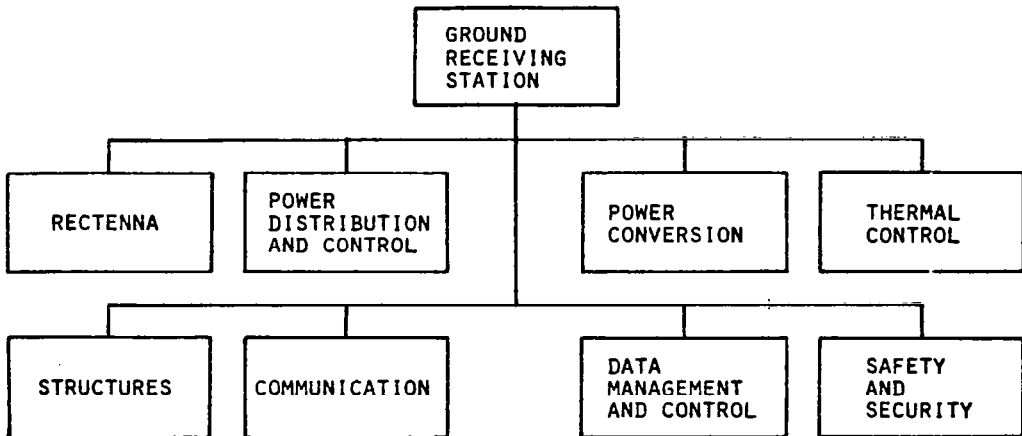 GROUND
RECEIVING
STATION
RECTENNA
POWER
DISTRIBUTION
AND CONTROL
POWER
CONVERSION
THERMAL
CONTROL
STRUCTURES
COMMUNICATION
DATA
MANAGEMENT
AND CONTROL
SAFETY
AND
SECURITY